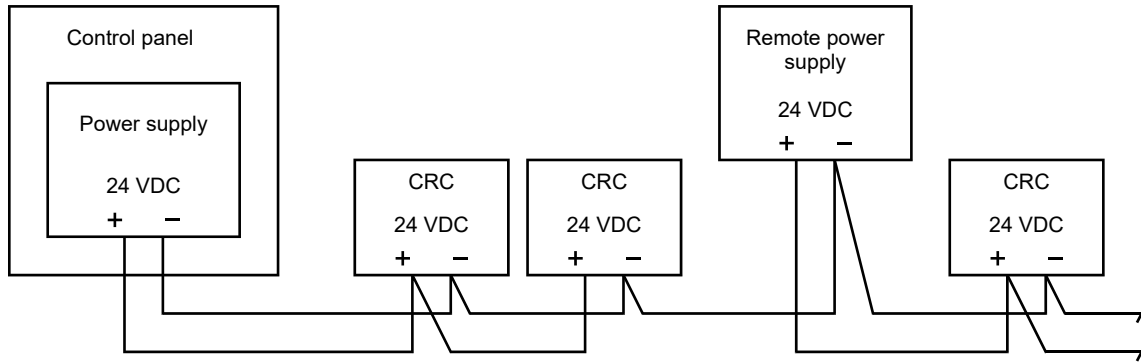 Control panel
Power supply
24 VDC
+ −
CRC
24 VDC
+ −
CRC
24 VDC
+ −
Remote power
supply
24 VDC
+ −
CRC
24 VDC
+ −